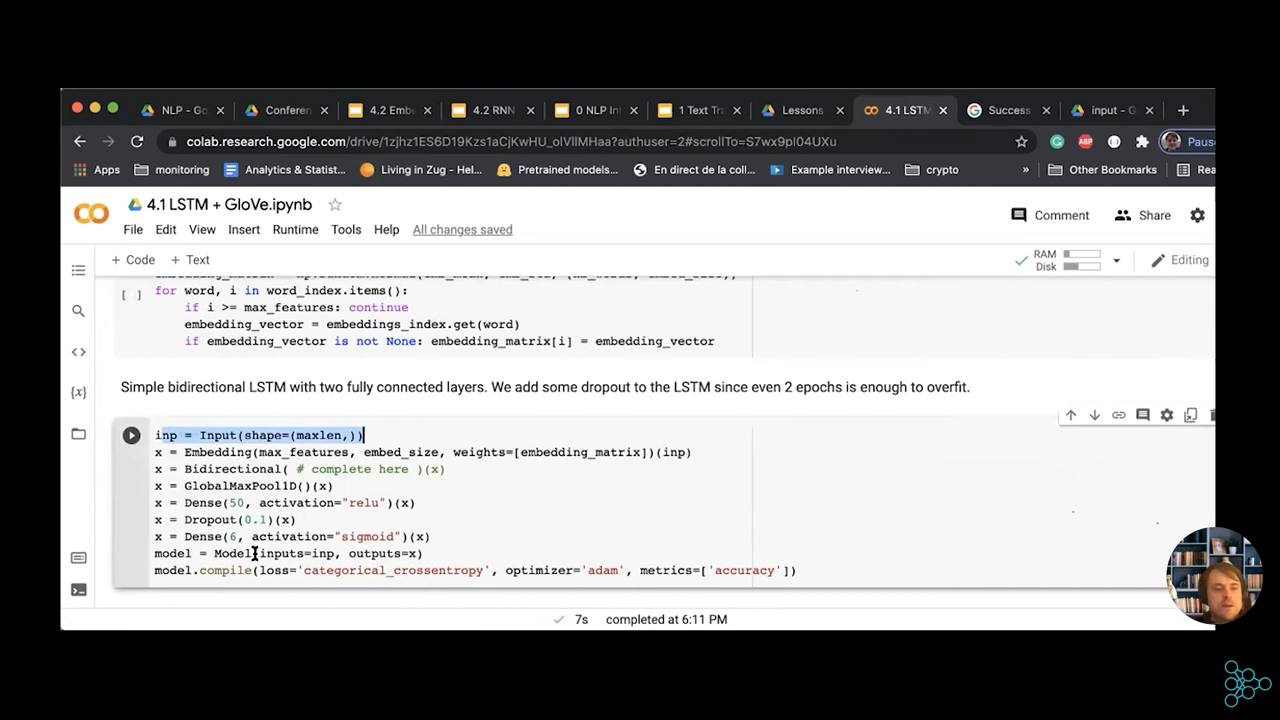 NLP - Go
Conferen
4.2 Emb
4.2 RNN
0 NLP In
1 Text Tra
Lessons
4.1 LSTM
Success
input - G
colab.research.google.com/drive/1zjhz1ES6D19Kzs1aCjKwHU_olVllMHaa?authuser=2#scrollTo=S7wx9pl04UXu
Paus
Apps
monitoring
Analytics & Statist...
Living in Zug - Hel...
Pretrained models...
En direct de la coll...
Example interview...
crypto
»
Other Bookmarks
Rea
4.1 LSTM + GloVe.ipynb
Comment
Share
File Edit View Insert Runtime Tools Help All changes saved
+ Code + Text
RAM
Disk
Editing
[ ] for word, i in word_index.items():
if i >= max_features: continue
embedding_vector = embeddings_index.get(word)
if embedding_vector is not None: embedding_matrix[i] = embedding_vector
Simple bidirectional LSTM with two fully connected layers. We add some dropout to the LSTM since even 2 epochs is enough to overfit.
inp = Input(shape=(maxlen,))
x = Embedding(max_features, embed_size, weights=[embedding_matrix])(inp)
x = Bidirectional( # complete here )(x)
x = GlobalMaxPool1D()(x)
x = Dense(50, activation="relu")(x)
x = Dropout(0.1)(x)
x = Dense(6, activation="sigmoid")(x)
model = Model(inputs=inp, outputs=x)
model.compile(loss='categorical_crossentropy', optimizer='adam', metrics=['accuracy'])
7s completed at 6:11 PM